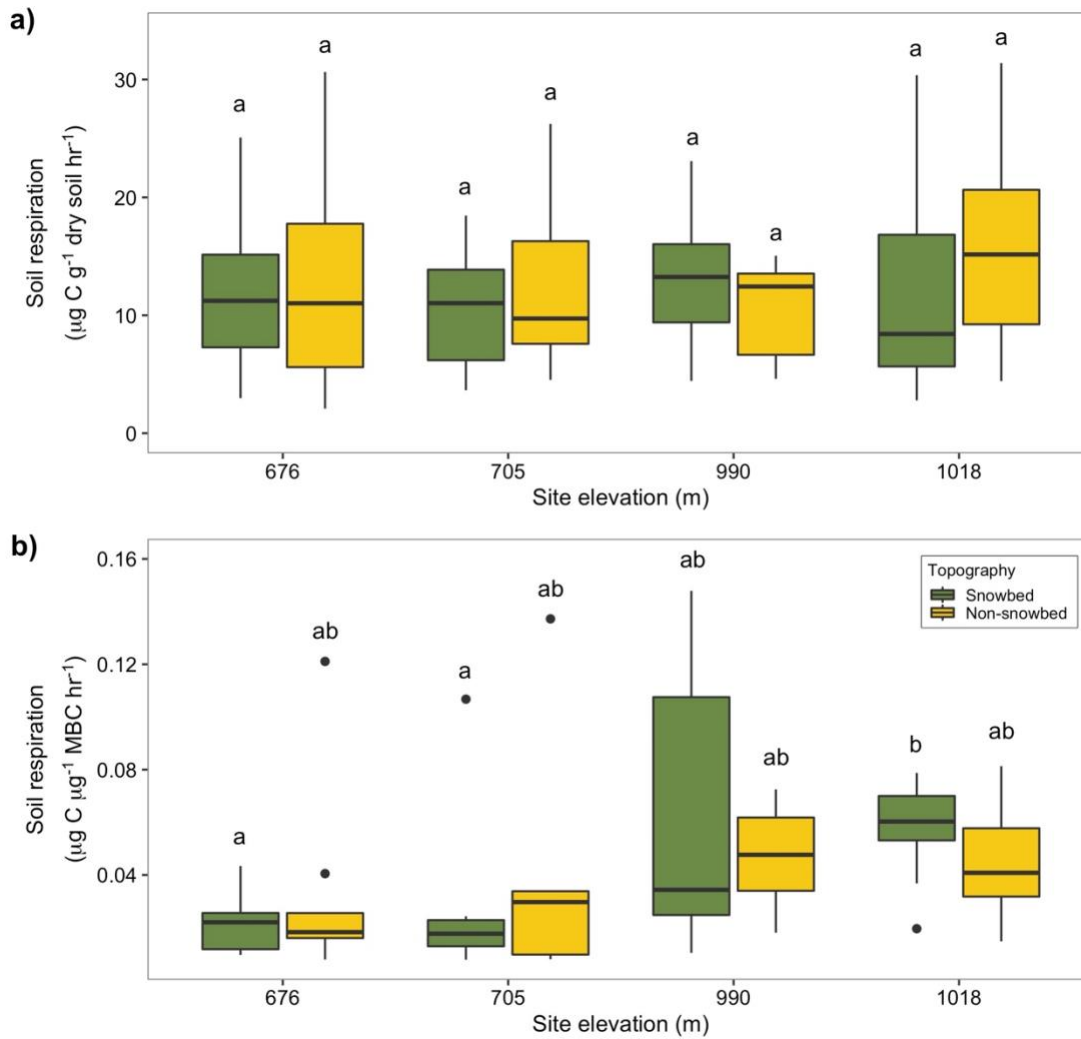 a)
a
a
a
a
a
a
a
a
30
20
10
0
Soil respiration
(μg C g⁻¹ dry soil hr⁻¹)
676
705
990
1018
Site elevation (m)
b)
0.16
0.12
0.08
0.04
Soil respiration
(μg C μg⁻¹ MBC hr⁻¹)
a
ab
a
ab
ab
ab
b
ab
Topography
Snowbed
Non-snowbed
676
705
990
1018
Site elevation (m)